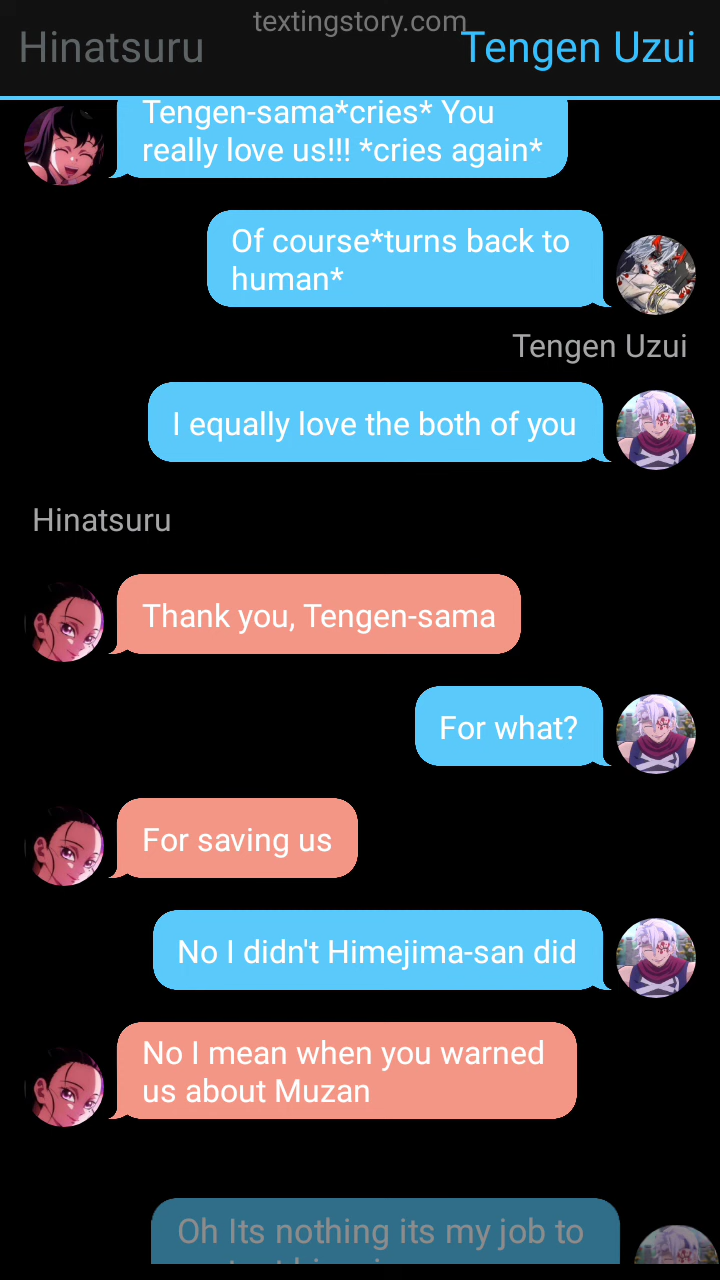 textingstory.com
Hinatsuru
Tengen Uzui
Tengen-sama*cries* You
really love us!!! *cries again*
Of course*turns back to
human*
Tengen Uzui
I equally love the both of you
Hinatsuru
Thank you, Tengen-sama
For what?
For saving us
No I didn't Himejima-san did
No I mean when you warned
us about Muzan
Oh Its nothing its my job to